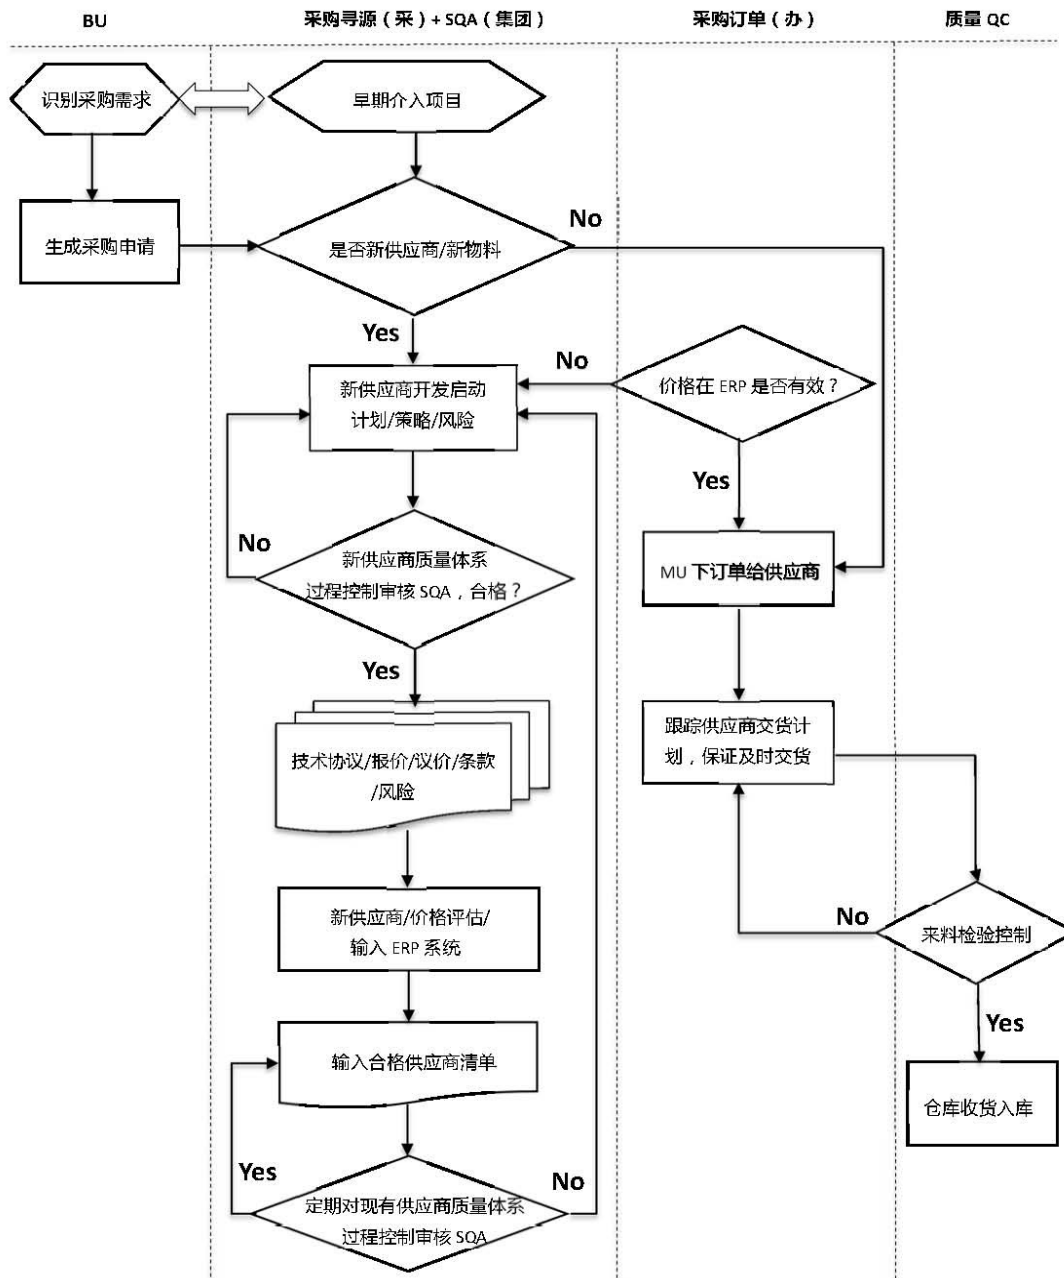 BU
采购寻源（采）+ SQA（集团）
采购订单（办）
质量 QC
识别采购需求
早期介入项目
生成采购申请
是否新供应商/新物料
No
Yes
新供应商开发启动
计划/策略/风险
No
价格在 ERP 是否有效？
Yes
No
新供应商质量体系
过程控制审核 SQA，合格？
MU 下订单给供应商
Yes
技术协议/报价/议价/条款
/风险
跟踪供应商交货计
划，保证及时交货
新供应商/价格评估/
输入 ERP 系统
No
来料检验控制
Yes
输入合格供应商清单
仓库收货入库
Yes
No
定期对现有供应商质量体系
过程控制审核 SQA